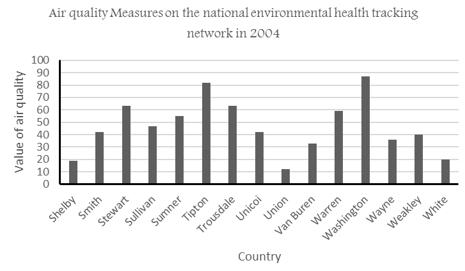 Air quality Measures on the national environmental health tracking
network in 2004
Value of air quality
100
90
80
70
60
50
40
30
20
10
0
Shelby
Smith
Stewart
Sullivan
Sumner
Tipton
Trousdale
Unicoi
Union
Van Buren
Warren
Washington
Wayne
Weakley
White
Country